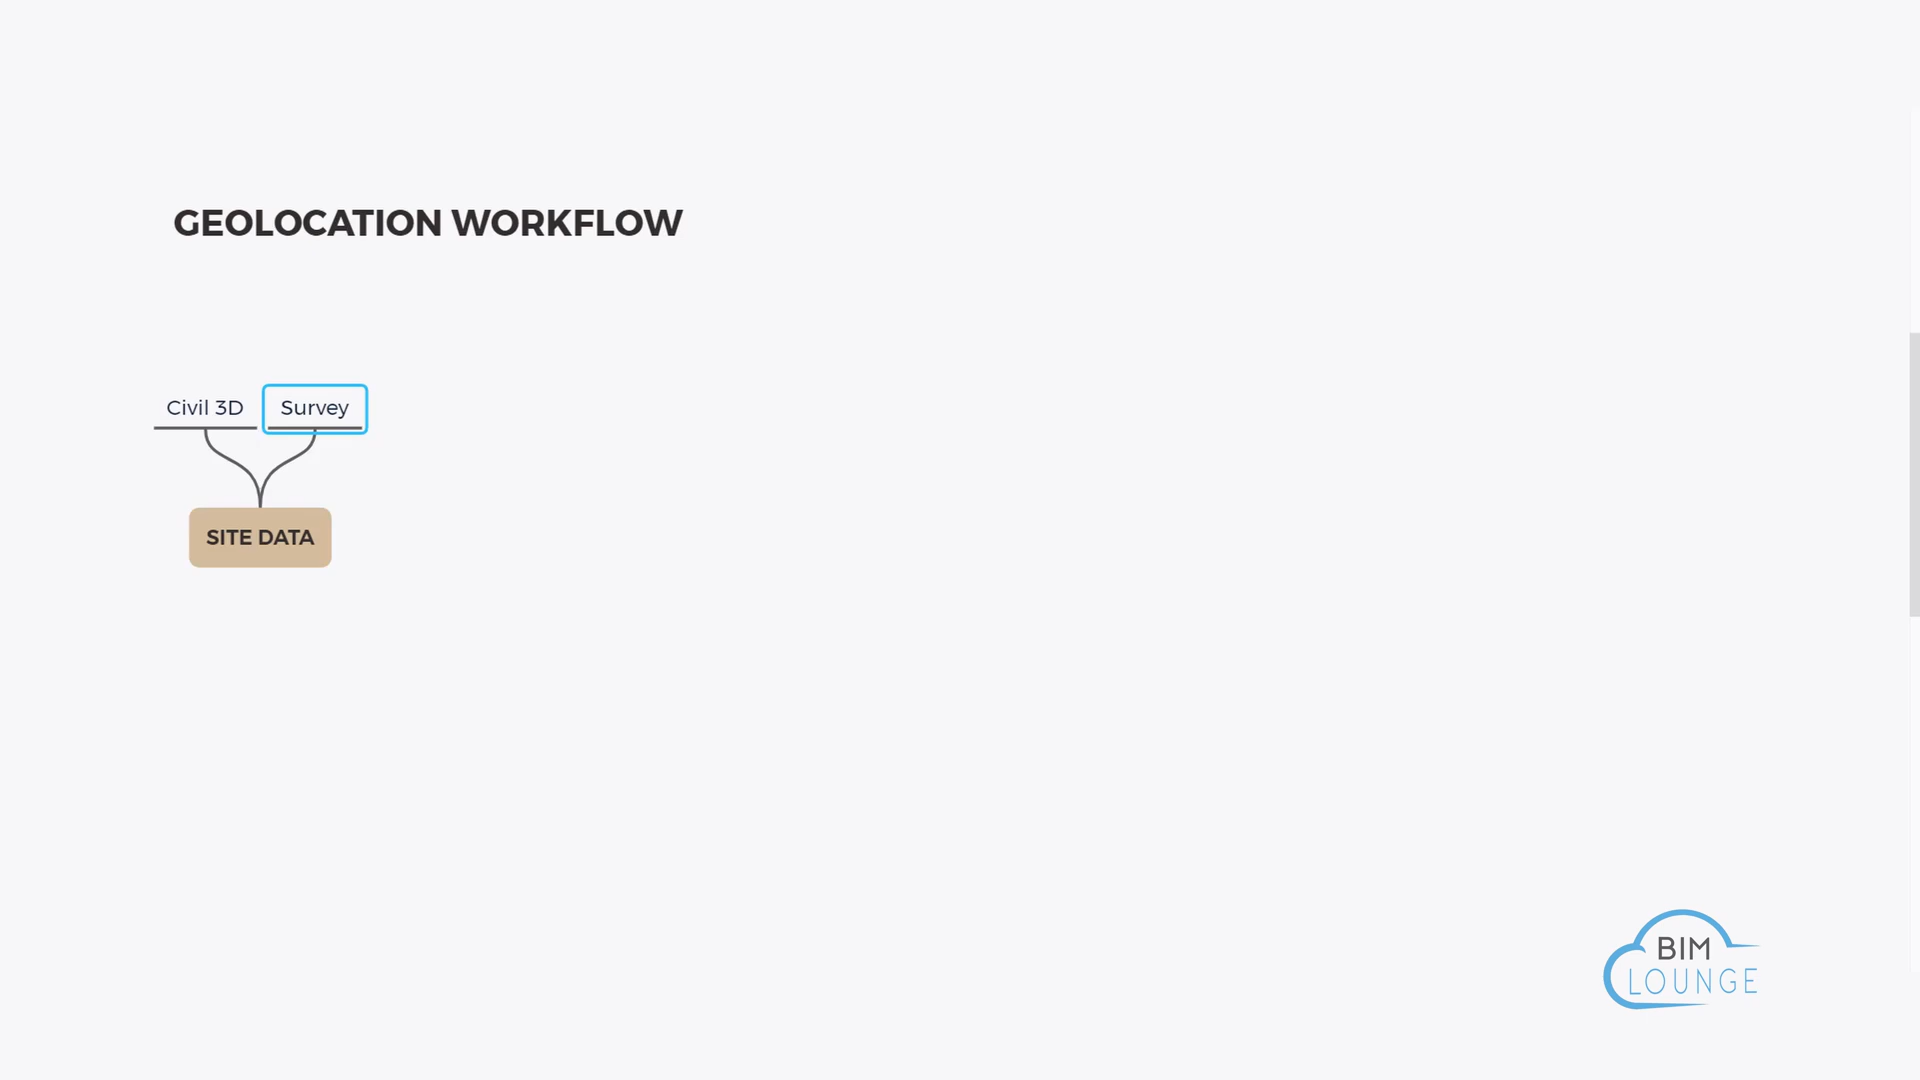 GEOLOCATION WORKFLOW
Civil 3D
Survey
SITE DATA
BIM
LOUNGE